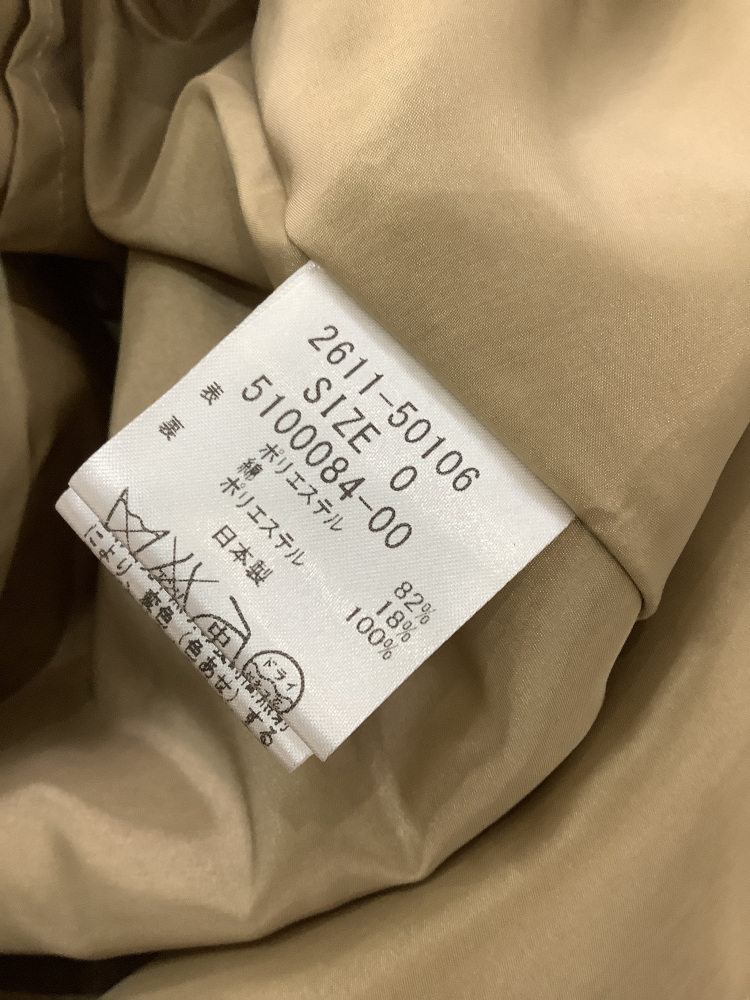 2611-50106
SIZE 0
5100084-00
表 ポリエステル 82%
綿 18%
裏 ポリエステル 100%
日本製
中
ドライ
により、変色(色あせ)する